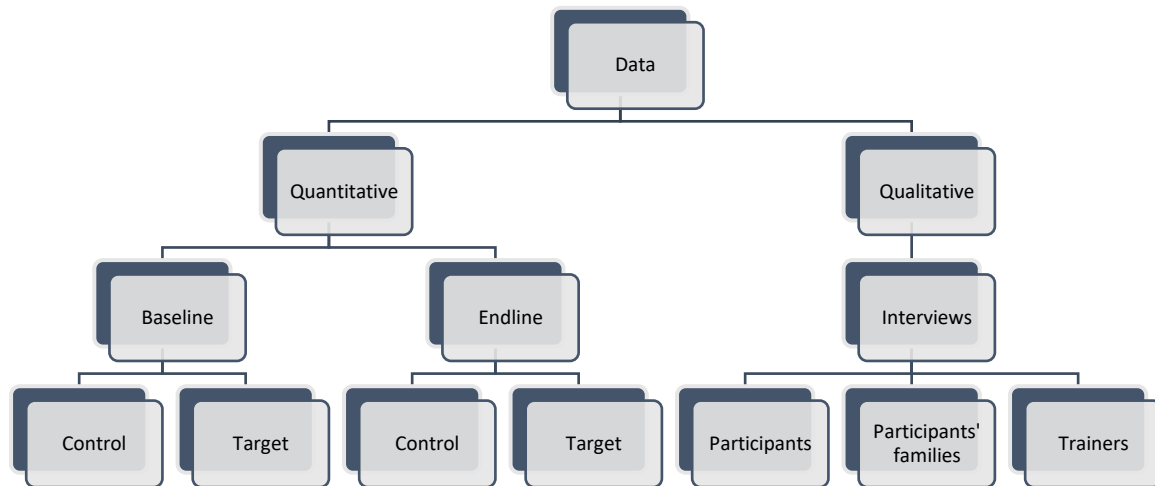 Data
Quantitative
Qualitative
Baseline
Endline
Interviews
Control
Target
Control
Target
Participants
Participants'
families
Trainers